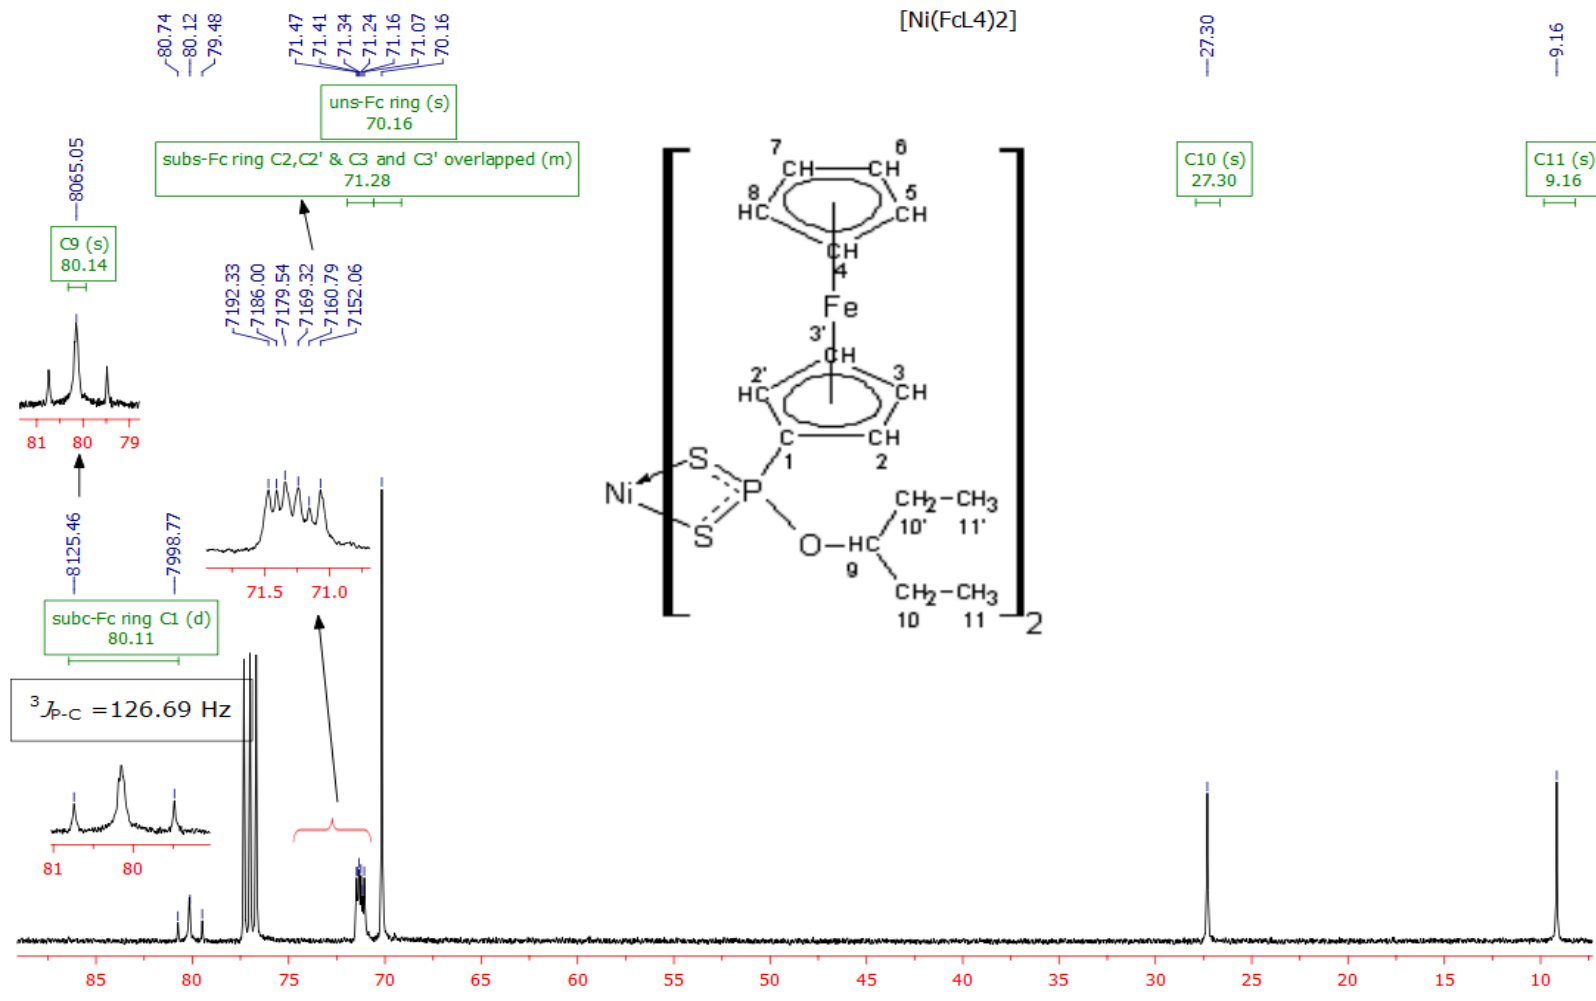 [Ni(FcL4)2]
80.74
80.12
79.48
71.47
71.41
71.34
71.24
71.16
71.07
70.16
27.30
9.16
uns-Fc ring (s)
70.16
subs-Fc ring C2,C2' & C3 and C3' overlapped (m)
71.28
C10 (s)
27.30
C11 (s)
9.16
8065.05
C9 (s)
80.14
7192.33
7186.00
7179.54
7169.32
7160.79
7152.06
81 80 79
8125.46
7998.77
subc-Fc ring C1 (d)
80.11
³J_P-C =126.69 Hz
81 80
71.5 71.0
7 6
CH CH
8 5
HC CH
CH
4
Fe
3'
CH
2' 3
HC HC
C CH
1 2
S
Ni P CH2 CH3
10' 11'
S O HC
9
CH2 CH3
10 11
2
85 80 75 70 65 60 55 50 45 40 35 30 25 20 15 10